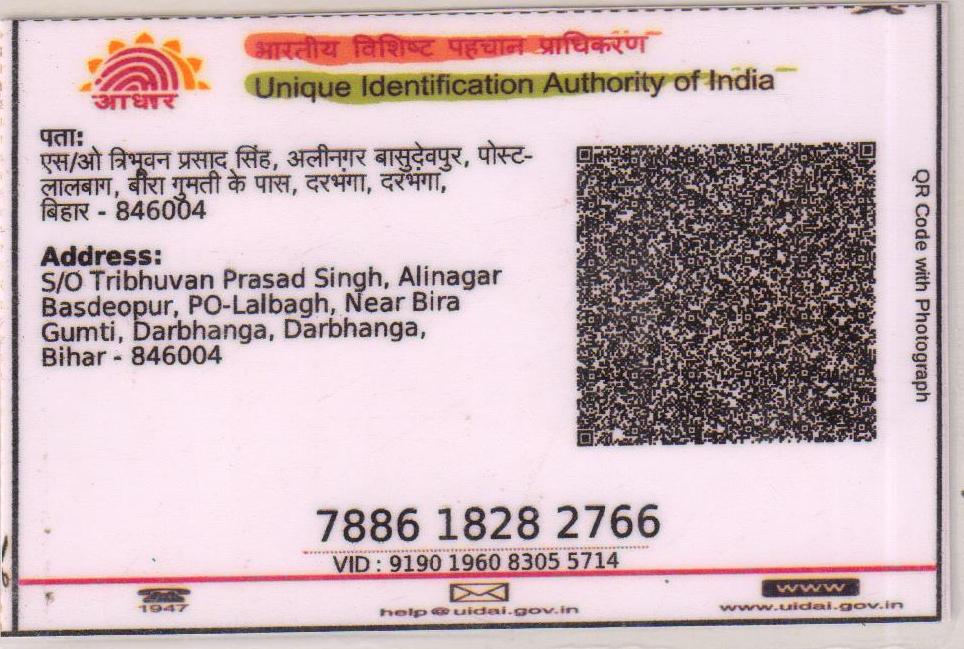 आधार
भारतीय विशिष्ट पहचान प्राधिकरण
Unique Identification Authority of India
पता:
एस/ओ त्रिभुवन प्रसाद सिंह, अलीनगर बासुदेवपुर, पोस्ट-
लालबाग, बीरा गुमती के पास, दरभंगा, दरभंगा,
बिहार - 846004
Address:
S/O Tribhuvan Prasad Singh, Alinagar
Basdeopur, PO-Lalbagh, Near Bira
Gumti, Darbhanga, Darbhanga,
Bihar - 846004
QR Code with Photograph
7886 1828 2766
VID : 9190 1960 8305 5714
1947
help@uidai.gov.in
www
www.uidai.gov.in